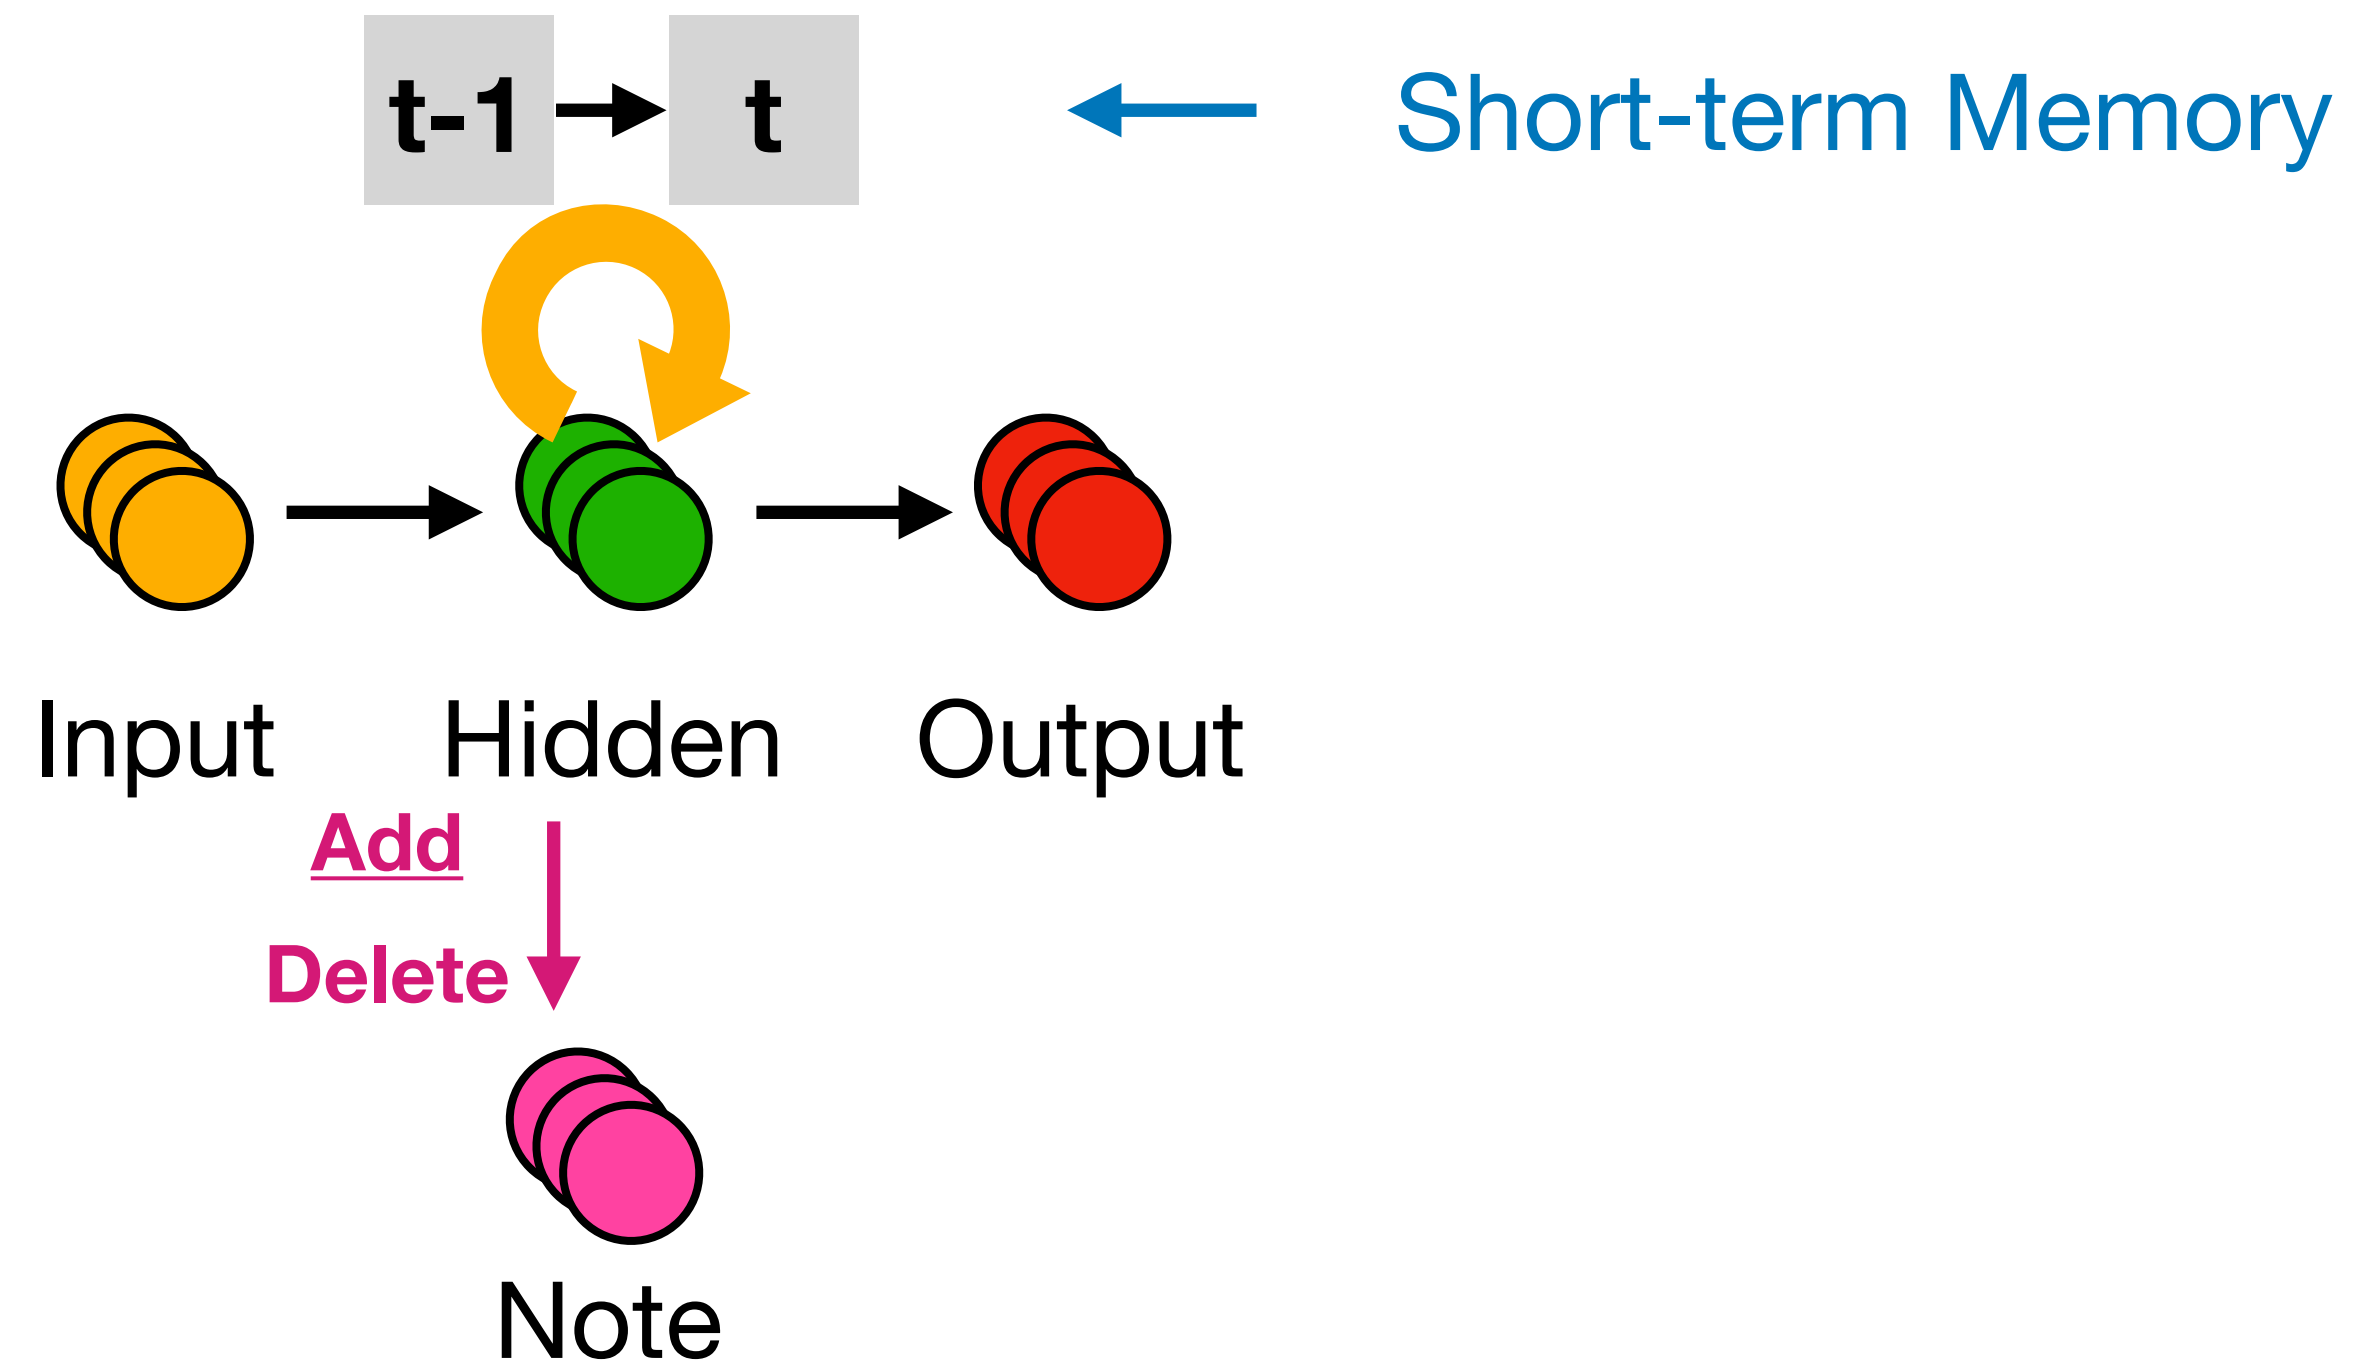 t-1
t
Short-term Memory
Input
Hidden
Output
Add
Delete
Note